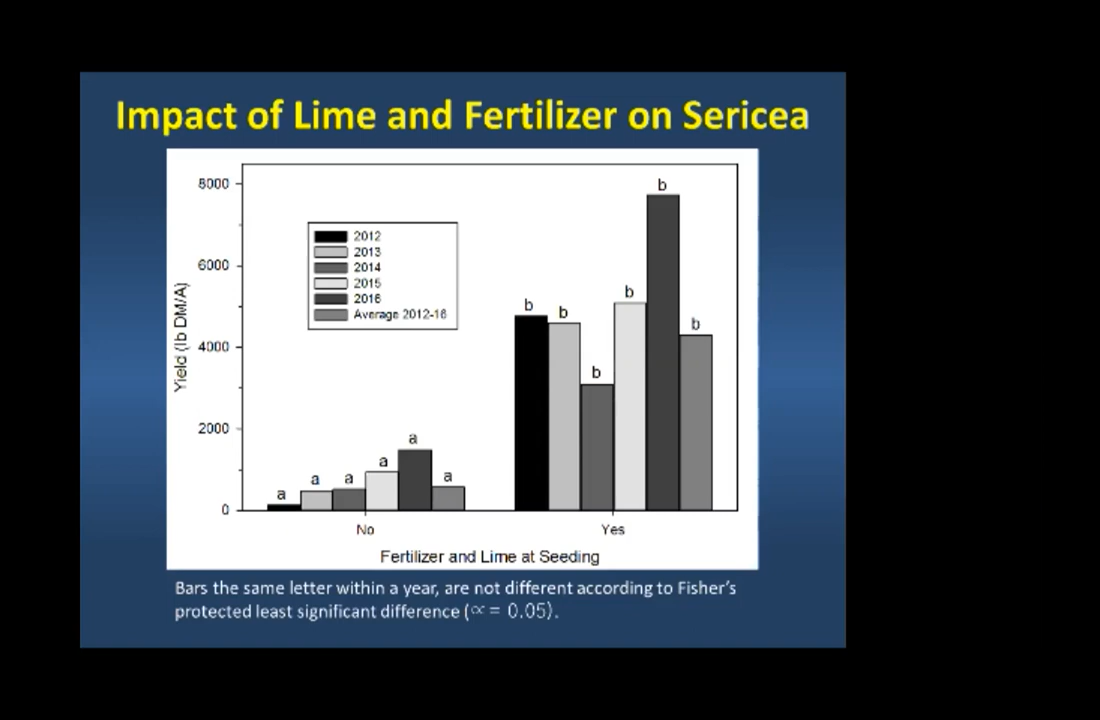 Impact of Lime and Fertilizer on Sericea
8000
6000
4000
2000
0
Yield (lb DM/A)
2012
2013
2014
2015
2016
Average 2012-16
a
a
a
a
a
a
b
b
b
b
b
b
No
Yes
Fertilizer and Lime at Seeding
Bars the same letter within a year, are not different according to Fisher's
protected least significant difference (∝ = 0.05).